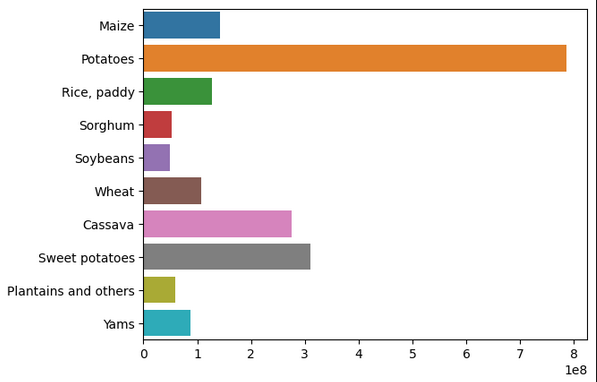 Maize
Potatoes
Rice, paddy
Sorghum
Soybeans
Wheat
Cassava
Sweet potatoes
Plantains and others
Yams
0 1 2 3 4 5 6 7 8
1e8